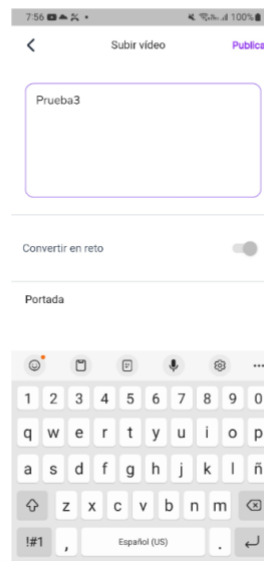 7:56 100%
Subir vídeo Publica
Prueba3
Convertir en reto
Portada
1 2 3 4 5 6 7 8 9 0
q w e r t y u i o p
a s d f g h j k l ñ
z x c v b n m
!#1 , Español (US) .